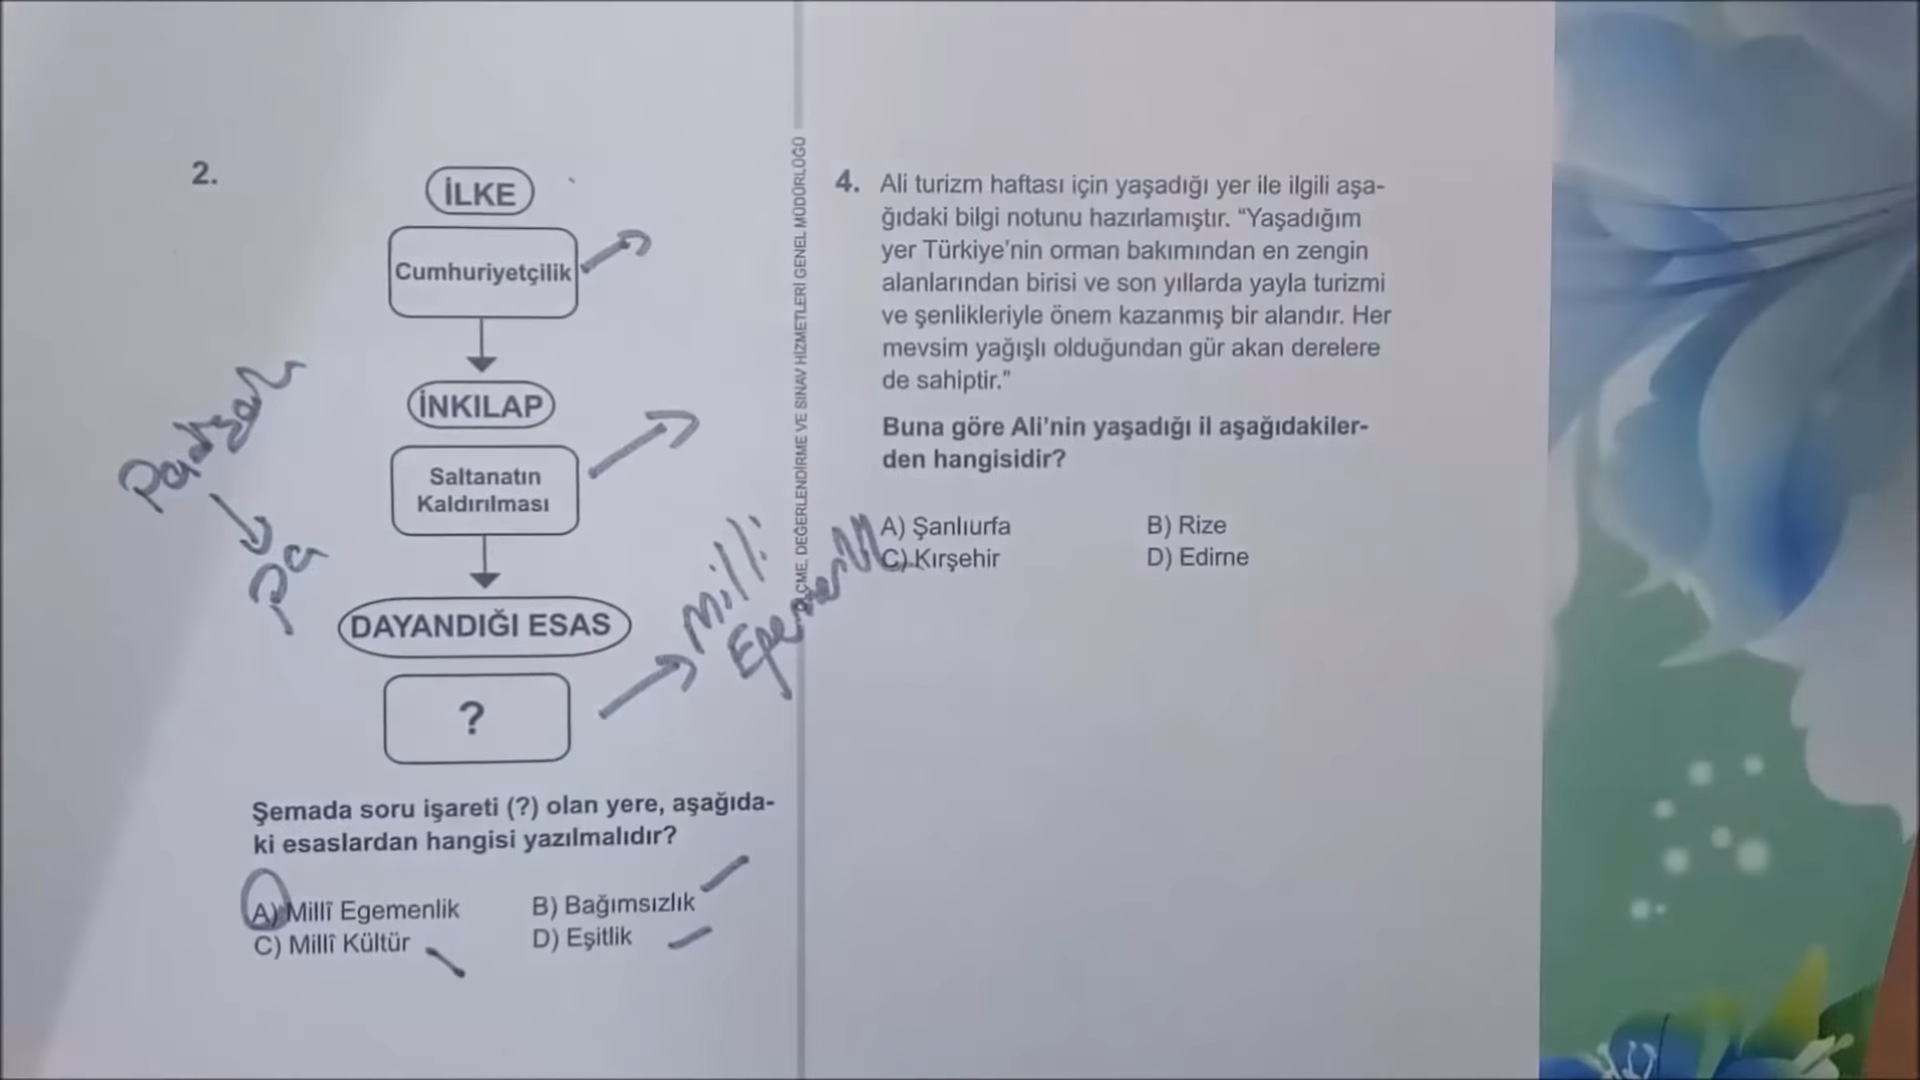 2.
İLKE
Cumhuriyetçilik
İNKILAP
Saltanatın
Kaldırılması
DAYANDIĞI ESAS
?
Milli
Şemada soru işareti (?) olan yere, aşağıda-
ki esaslardan hangisi yazılmalıdır?
A) Millî Egemenlik
B) Bağımsızlık
C) Millî Kültür
D) Eşitlik
DEĞERLENDİRME VE SINAV HİZMETLERİ GENEL MÜDÜRLÜĞÜ
4. Ali turizm haftası için yaşadığı yer ile ilgili aşa-
ğıdaki bilgi notunu hazırlamıştır. “Yaşadığım
yer Türkiye’nin orman bakımından en zengin
alanlarından birisi ve son yıllarda yayla turizmi
ve şenlikleriyle önem kazanmış bir alandır. Her
mevsim yağışlı olduğundan gür akan derelere
de sahiptir.”
Buna göre Ali’nin yaşadığı il aşağıdakiler-
den hangisidir?
A) Şanlıurfa
B) Rize
C) Kırşehir
D) Edirne